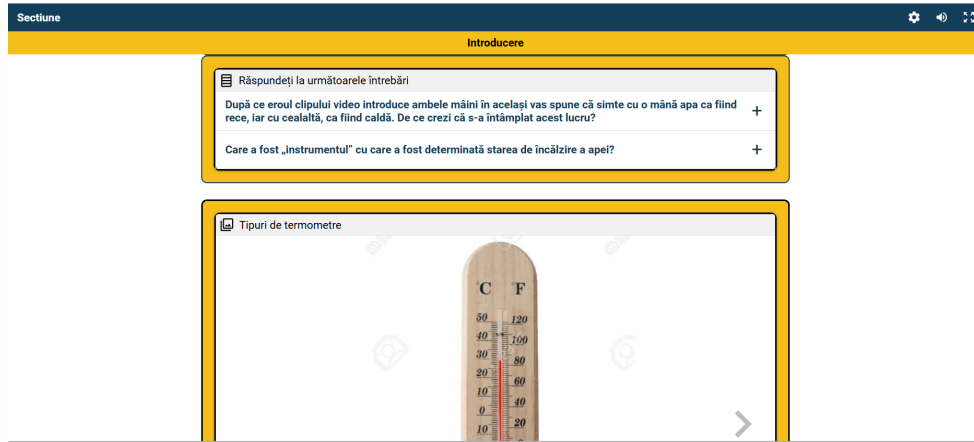 Sectiune
Introducere
Răspundeți la următoarele întrebări
După ce eroul clipului video introduce ambele mâini în același vas spune că simte cu o mână apa ca fiind
rece, iar cu cealaltă, ca fiind caldă. De ce crezi că s-a întâmplat acest lucru?
Care a fost „instrumentul" cu care a fost determinată starea de încălzire a apei?
Tipuri de termometre
°C °F
50 120
40 100
30 80
20 60
10 40
0 20
10